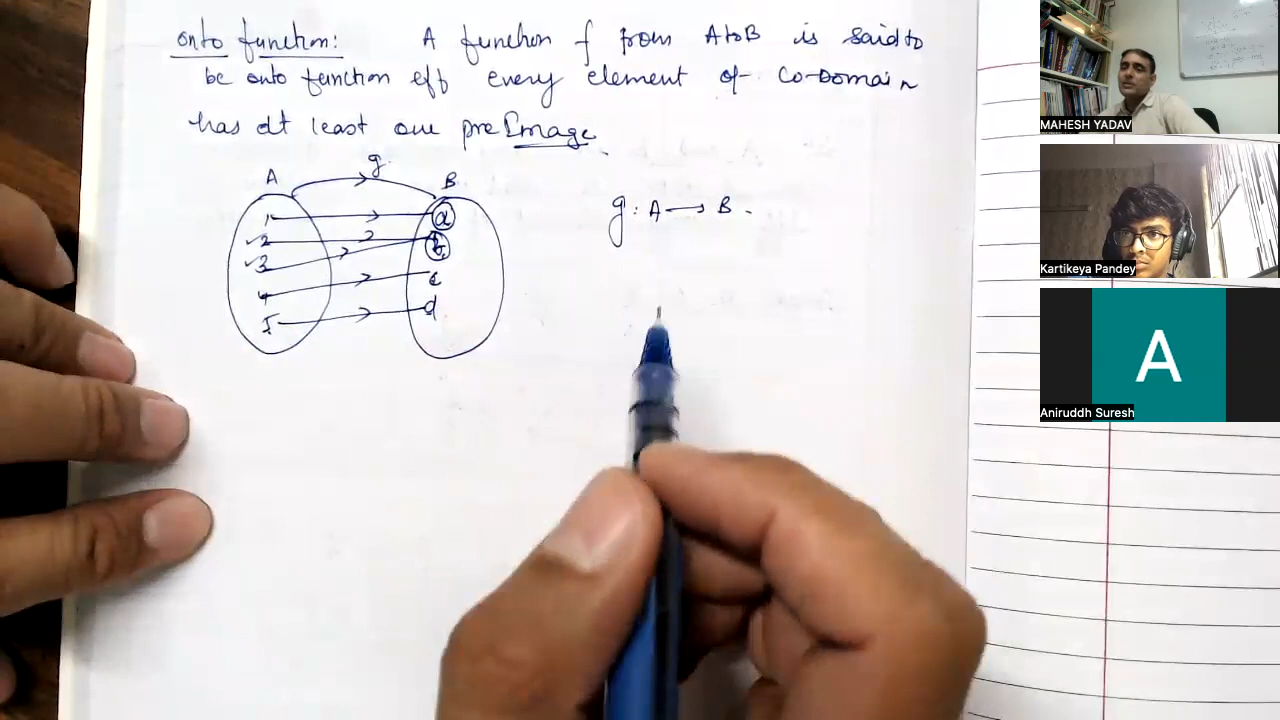 onto function: A function f from A to B is said to
be onto function eff every element of Co-Domain
has at least one preImage
g
A B
1 a
2 b
3
4 c
5 d
g : A → B.
MAHESH YADAV
Kartikeya Pandey
A
Aniruddh Suresh